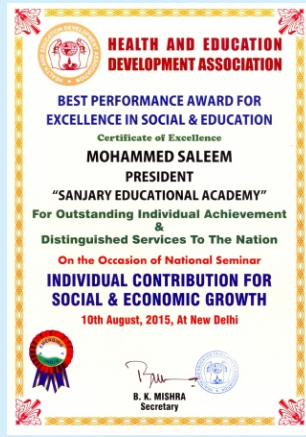 HEALTH AND EDUCATION
DEVELOPMENT ASSOCIATION
BEST PERFORMANCE AWARD FOR
EXCELLENCE IN SOCIAL & EDUCATION
Certificate of Excellence
MOHAMMED SALEEM
PRESIDENT
“SANJARY EDUCATIONAL ACADEMY”
For Outstanding Individual Achievement
&
Distinguished Services To The Nation
On the Occasion of National Seminar
INDIVIDUAL CONTRIBUTION FOR
SOCIAL & ECONOMIC GROWTH
10th August, 2015, At New Delhi
B. K. MISHRA
Secretary